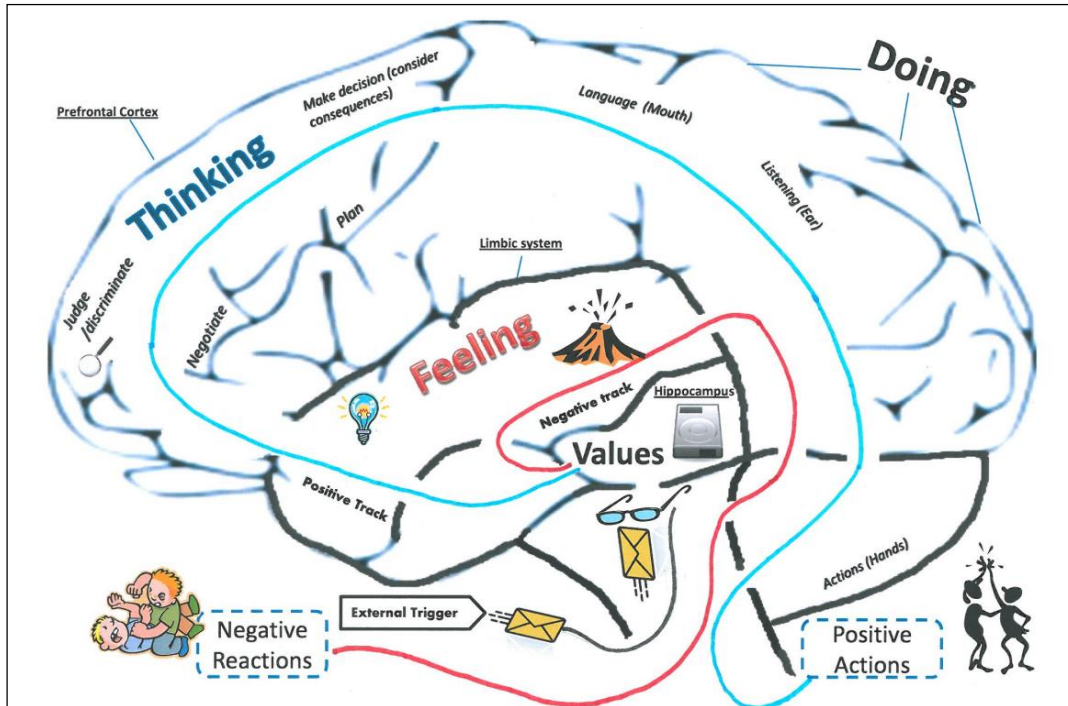 Doing
Make decision (consider
consequences)
Language (Mouth)
Prefrontal Cortex
Thinking
Listening (Ear)
Plan
Limbic system
Judge
/discriminate
Negotiate
Feeling
Negative track
Hippocampus
Values
Positive Track
Actions (Hands)
External Trigger
Negative
Reactions
Positive
Actions